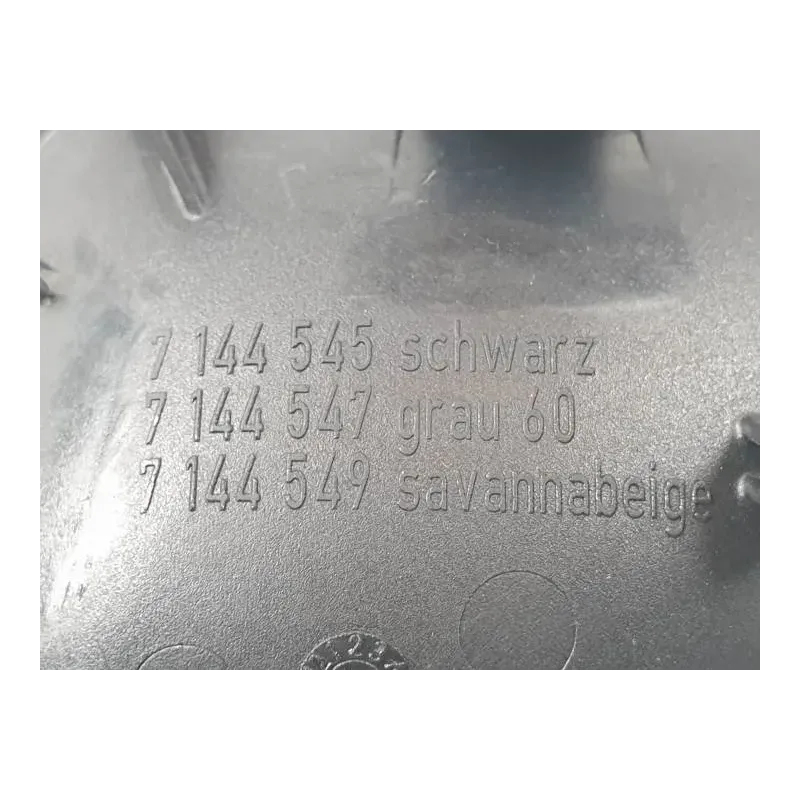 7 144 545 schwarz
7 144 547 grau 60
7 144 549 savannabeige